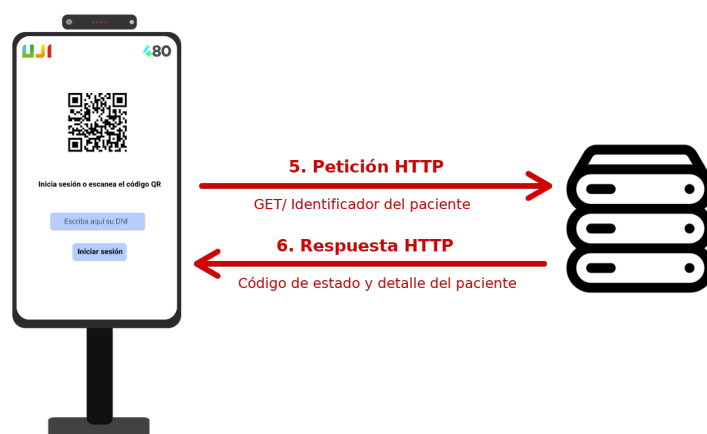 UJI
480
Inicia sesión o escanea el código QR
Escriba aquí su DNI
Iniciar sesión
5. Petición HTTP
GET/ Identificador del paciente
6. Respuesta HTTP
Código de estado y detalle del paciente